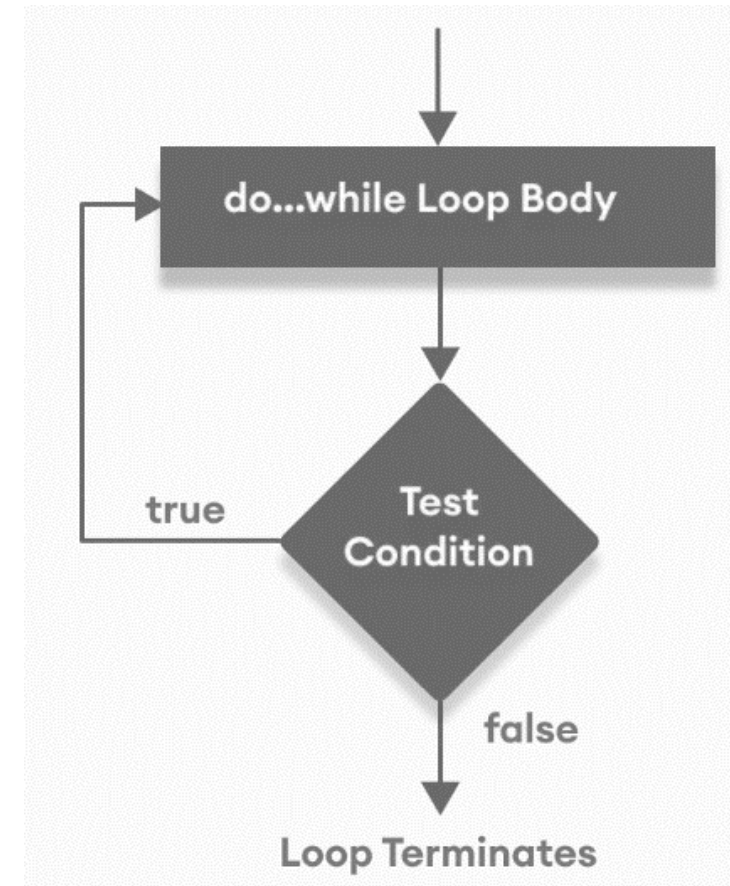 do...while Loop Body
Test
Condition
true
false
Loop Terminates